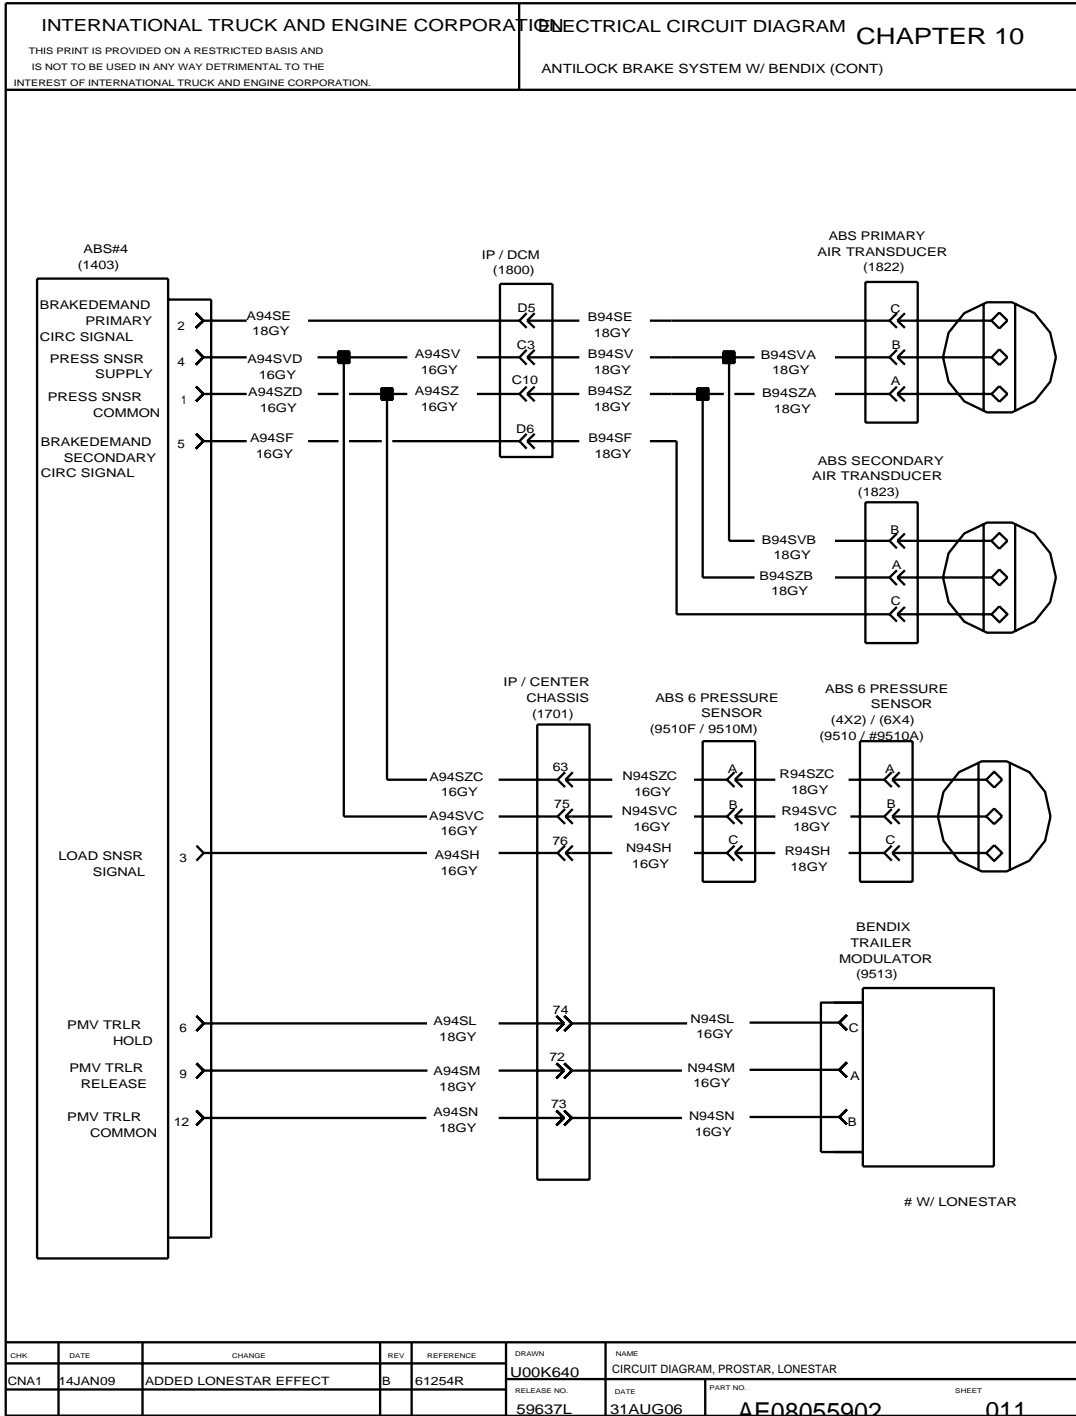 INTERNATIONAL TRUCK AND ENGINE CORPORATION
THIS PRINT IS PROVIDED ON A RESTRICTED BASIS AND
IS NOT TO BE USED IN ANY WAY DETRIMENTAL TO THE
INTEREST OF INTERNATIONAL TRUCK AND ENGINE CORPORATION.
ELECTRICAL CIRCUIT DIAGRAM
CHAPTER 10
ANTILOCK BRAKE SYSTEM W/ BENDIX (CONT)
ABS#4
(1403)
IP / DCM
(1800)
ABS PRIMARY
AIR TRANSDUCER
(1822)
BRAKEDEMAND
PRIMARY
CIRC SIGNAL
2
A94SE
18GY
D5
B94SE
18GY
C
PRESS SNSR
SUPPLY
4
A94SVD
16GY
A94SV
16GY
C3
B94SV
18GY
B94SVA
18GY
B
PRESS SNSR
COMMON
1
A94SZD
16GY
A94SZ
16GY
C10
B94SZ
18GY
B94SZA
18GY
A
BRAKEDEMAND
SECONDARY
CIRC SIGNAL
5
A94SF
16GY
D6
B94SF
18GY
ABS SECONDARY
AIR TRANSDUCER
(1823)
B94SVB
18GY
B
B94SZB
18GY
A
C
IP / CENTER
CHASSIS
(1701)
ABS 6 PRESSURE
SENSOR
(9510F / 9510M)
ABS 6 PRESSURE
SENSOR
(4X2) / (6X4)
(9510 / #9510A)
A94SZC
16GY
63
N94SZC
16GY
A
R94SZC
18GY
A
A94SVC
16GY
75
N94SVC
16GY
B
R94SVC
18GY
B
LOAD SNSR
SIGNAL
3
A94SH
16GY
76
N94SH
16GY
C
R94SH
18GY
C
BENDIX
TRAILER
MODULATOR
(9513)
PMV TRLR
HOLD
6
A94SL
18GY
74
N94SL
16GY
C
PMV TRLR
RELEASE
9
A94SM
18GY
72
N94SM
16GY
A
PMV TRLR
COMMON
12
A94SN
18GY
73
N94SN
16GY
B
# W/ LONESTAR
CHK DATE CHANGE REV REFERENCE
CNA1 14JAN09 ADDED LONESTAR EFFECT B 61254R
DRAWN
U00K640
NAME
CIRCUIT DIAGRAM, PROSTAR, LONESTAR
RELEASE NO.
59637L
DATE
31AUG06
PART NO.
AE08055902
SHEET
011